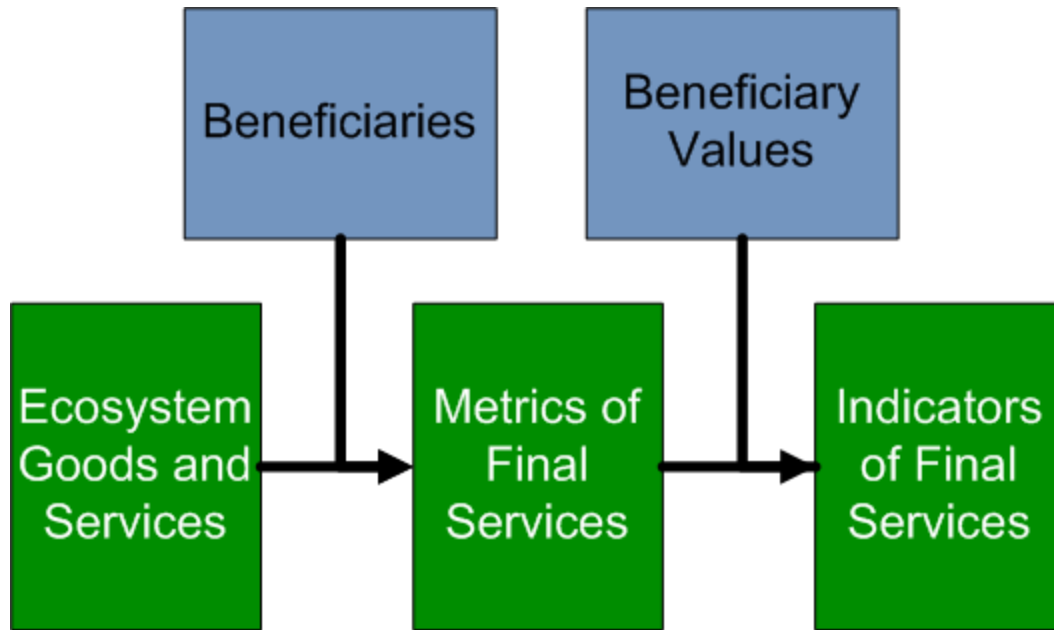 Beneficiaries
Beneficiary
Values
Ecosystem
Goods and
Services
Metrics of
Final
Services
Indicators
of Final
Services